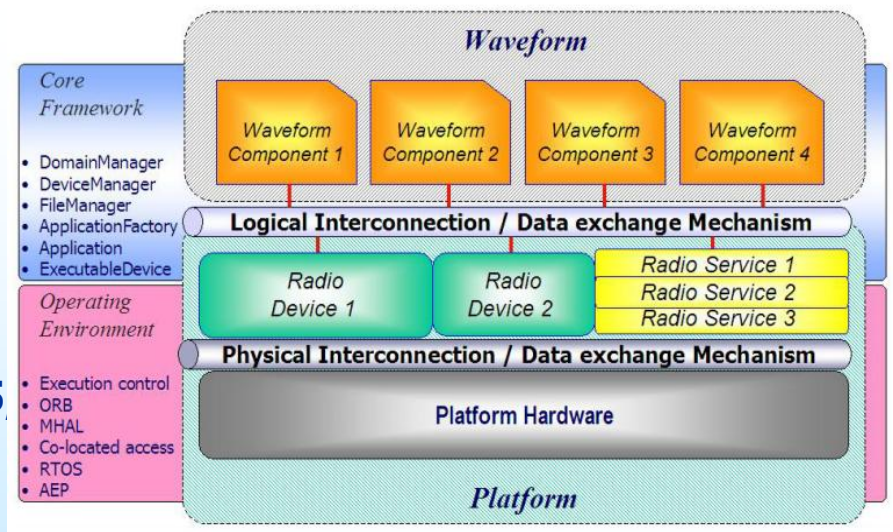 Waveform
Core
Framework
• DomainManager
• DeviceManager
• FileManager
• ApplicationFactory
• Application
• ExecutableDevice
Waveform
Component 1
Waveform
Component 2
Waveform
Component 3
Waveform
Component 4
Logical Interconnection / Data exchange Mechanism
Radio
Device 1
Radio
Device 2
Radio Service 1
Radio Service 2
Radio Service 3
Operating
Environment
• Execution control
• ORB
• MHAL
• Co-located access
• RTOS
• AEP
Physical Interconnection / Data exchange Mechanism
Platform Hardware
Platform